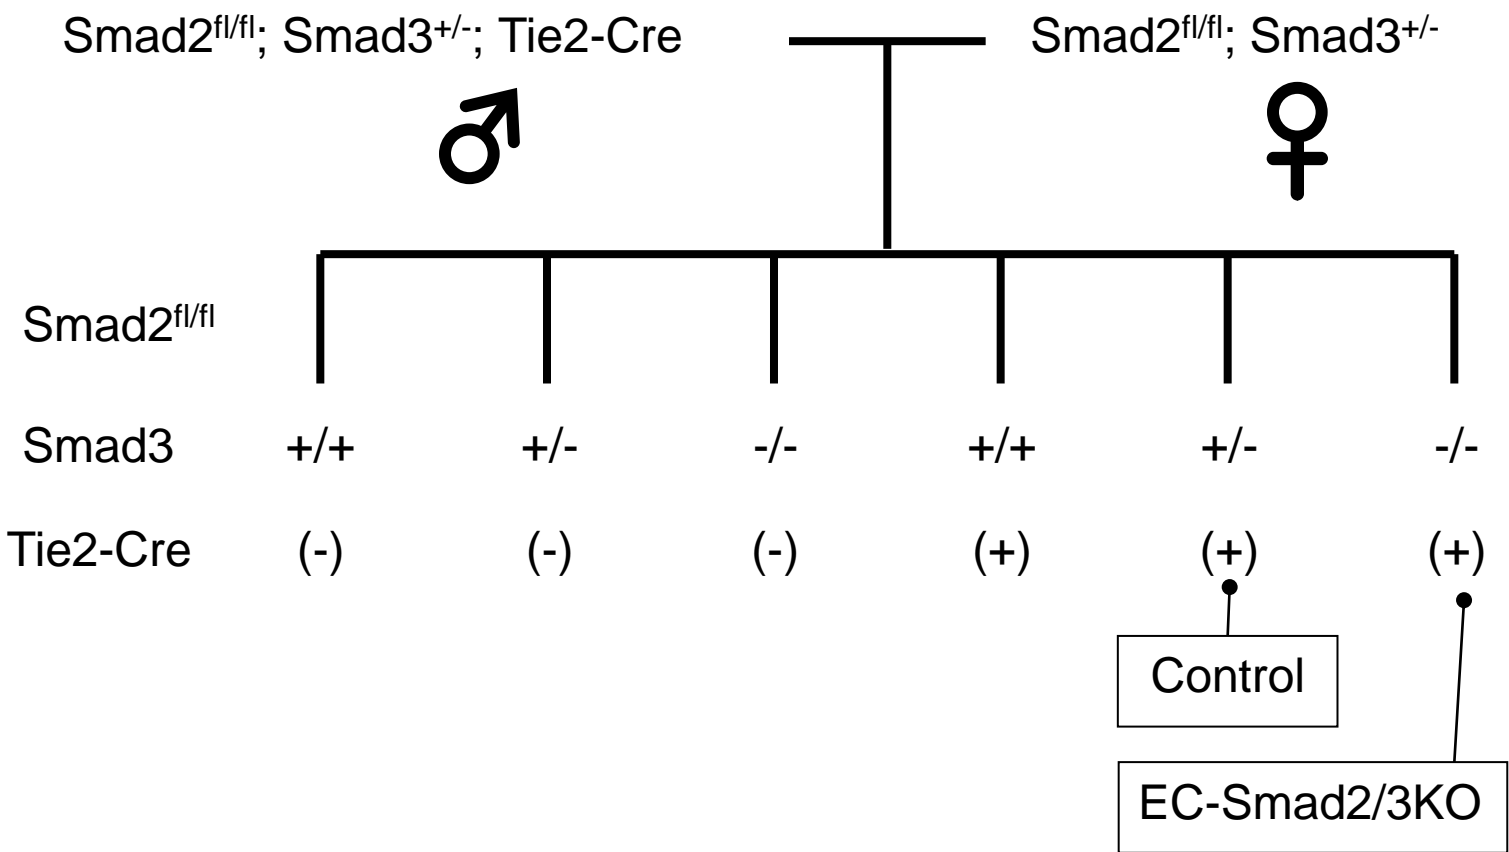 Smad2fl/fl; Smad3+/-; Tie2-Cre Smad2fl/fl; Smad3+/-
Smad2fl/fl
Smad3 +/+ +/- -/- +/+ +/- -/-
Tie2-Cre (-) (-) (-) (+) (+) (+)
Control
EC-Smad2/3KO